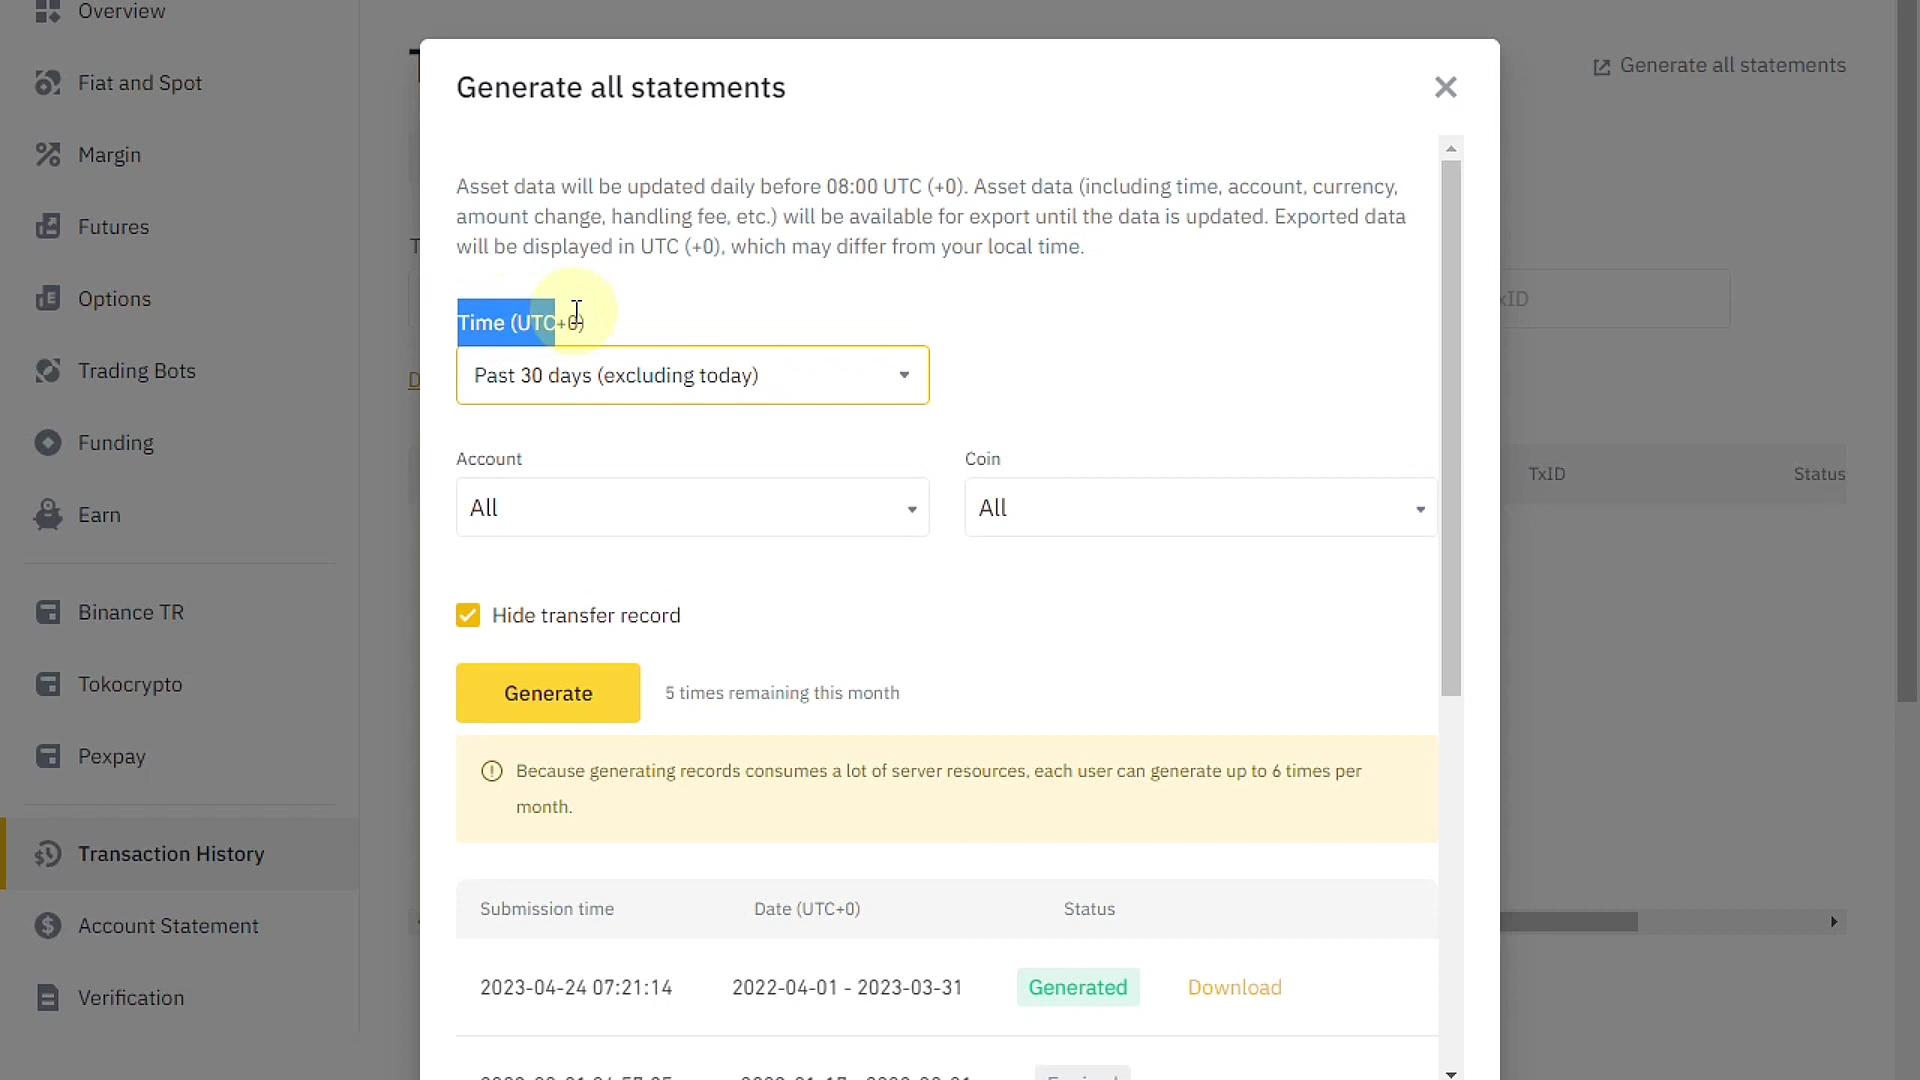 Overview
Fiat and Spot
Margin
Futures
Options
Trading Bots
Funding
Earn
Binance TR
Tokocrypto
Pexpay
Transaction History
Account Statement
Verification
Generate all statements
TxID
Status
Generate all statements
Asset data will be updated daily before 08:00 UTC (+0). Asset data (including time, account, currency,
amount change, handling fee, etc.) will be available for export until the data is updated. Exported data
will be displayed in UTC (+0), which may differ from your local time.
Time (UTC+0)
Past 30 days (excluding today)
Account
Coin
All
All
Hide transfer record
Generate
5 times remaining this month
Because generating records consumes a lot of server resources, each user can generate up to 6 times per
month.
Submission time
Date (UTC+0)
Status
2023-04-24 07:21:14
2022-04-01 - 2023-03-31
Generated
Download